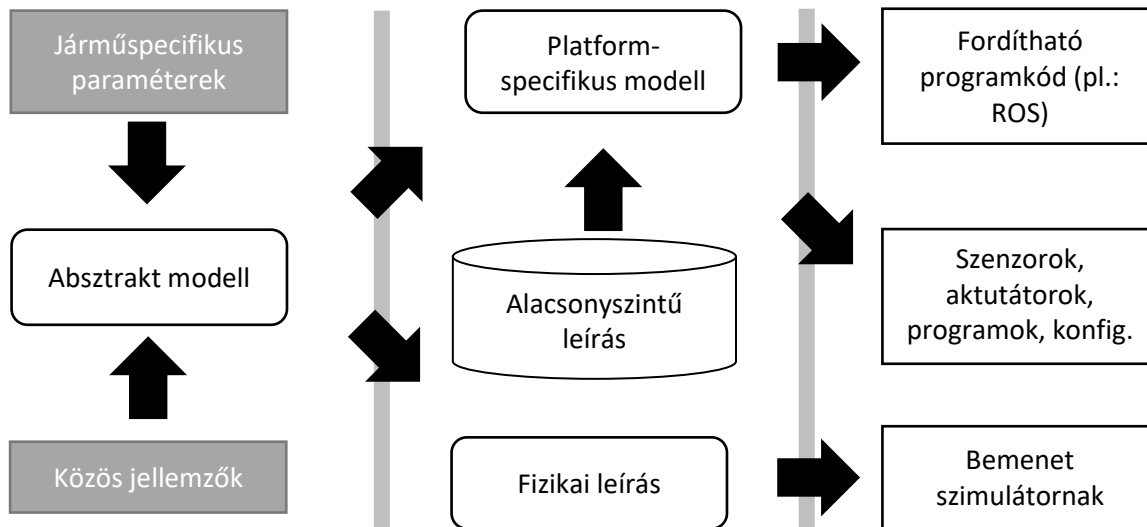 Járműspecifikus
paraméterek
Absztrakt modell
Közös jellemzők
Platform-
specifikus modell
Alacsonyszintű
leírás
Fizikai leírás
Fordítható
programkód (pl.:
ROS)
Szenzorok,
aktutátorok,
programok, konfig.
Bemenet
szimulátornak